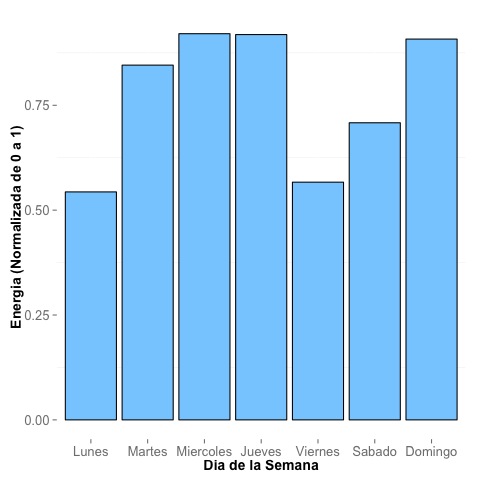 Energia (Normalizada de 0 a 1)
0.75
0.50
0.25
0.00
Lunes Martes Miercoles Jueves Viernes Sabado Domingo
Dia de la Semana